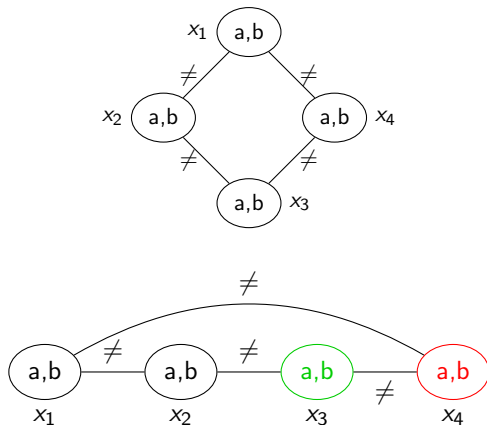 x₁ a,b
≠ ≠
x₂ a,b a,b x₄
≠ ≠
a,b x₃
≠
≠ ≠
a,b a,b a,b a,b
≠
x₁ x₂ x₃ x₄